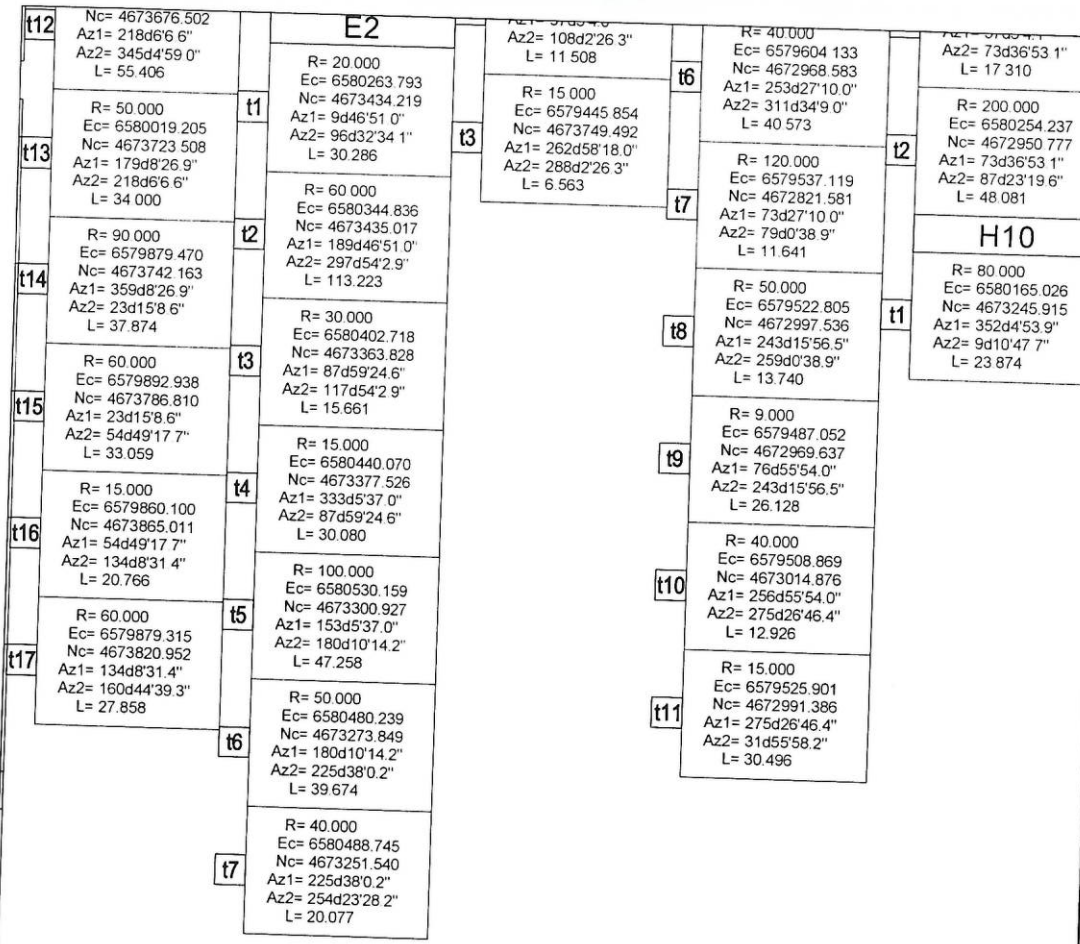 t12
Nc= 4673676.502
Az1= 218d6'6 6"
Az2= 345d4'59 0"
L= 55.406
t13
R= 50.000
Ec= 6580019.205
Nc= 4673723 508
Az1= 179d8'26.9"
Az2= 218d6'6.6"
L= 34 000
t14
R= 90.000
Ec= 6579879.470
Nc= 4673742.163
Az1= 359d8'26.9"
Az2= 23d15'8 6"
L= 37.874
t15
R= 60.000
Ec= 6579892.938
Nc= 4673786.810
Az1= 23d15'8.6"
Az2= 54d49'17 7"
L= 33.059
t16
R= 15.000
Ec= 6579860.100
Nc= 4673865.011
Az1= 54d49'17 7"
Az2= 134d8'31 4"
L= 20.766
t17
R= 60.000
Ec= 6579879.315
Nc= 4673820.952
Az1= 134d8'31.4"
Az2= 160d44'39.3"
L= 27.858
E2
t1
R= 20.000
Ec= 6580263.793
Nc= 4673434.219
Az1= 9d46'51 0"
Az2= 96d32'34 1"
L= 30.286
t2
R= 60 000
Ec= 6580344.836
Nc= 4673435.017
Az1= 189d46'51.0"
Az2= 297d54'2.9"
L= 113.223
t3
R= 30.000
Ec= 6580402.718
Nc= 4673363.828
Az1= 87d59'24.6"
Az2= 117d54'2.9"
L= 15.661
t4
R= 15.000
Ec= 6580440.070
Nc= 4673377.526
Az1= 333d5'37.0"
Az2= 87d59'24.6"
L= 30.080
t5
R= 100.000
Ec= 6580530.159
Nc= 4673300.927
Az1= 153d5'37.0"
Az2= 180d10'14.2"
L= 47.258
t6
R= 50.000
Ec= 6580480.239
Nc= 4673273.849
Az1= 180d10'14.2"
Az2= 225d38'0.2"
L= 39.674
t7
R= 40.000
Ec= 6580488.745
Nc= 4673251.540
Az1= 225d38'0.2"
Az2= 254d23'28.2"
L= 20.077
Az2= 108d2'26 3"
L= 11 508
t3
R= 15 000
Ec= 6579445.854
Nc= 4673749.492
Az1= 262d58'18.0"
Az2= 288d2'26.3"
L= 6.563
t6
R= 40.000
Ec= 6579604 133
Nc= 4672968.583
Az1= 253d27'10.0"
Az2= 311d34'9 0"
L= 40 573
t7
R= 120.000
Ec= 6579537.119
Nc= 4672821.581
Az1= 73d27'10 0"
Az2= 79d0'38.9"
L= 11.641
t8
R= 50.000
Ec= 6579522.805
Nc= 4672997.536
Az1= 243d15'56.5"
Az2= 259d0'38.9"
L= 13.740
t9
R= 9.000
Ec= 6579487.052
Nc= 4672969.637
Az1= 76d55'54.0"
Az2= 243d15'56.5"
L= 26.128
t10
R= 40.000
Ec= 6579508.869
Nc= 4673014.876
Az1= 256d55'54.0"
Az2= 275d26'46.4"
L= 12.926
t11
R= 15.000
Ec= 6579525.901
Nc= 4672991.386
Az1= 275d26'46.4"
Az2= 31d55'58.2"
L= 30.496
Az2= 73d36'53 1"
L= 17 310
t2
R= 200.000
Ec= 6580254.237
Nc= 4672950 777
Az1= 73d36'53 1"
Az2= 87d23'19 6"
L= 48.081
H10
t1
R= 80.000
Ec= 6580165.026
Nc= 4673245.915
Az1= 352d4'53.9"
Az2= 9d10'47 7"
L= 23 874